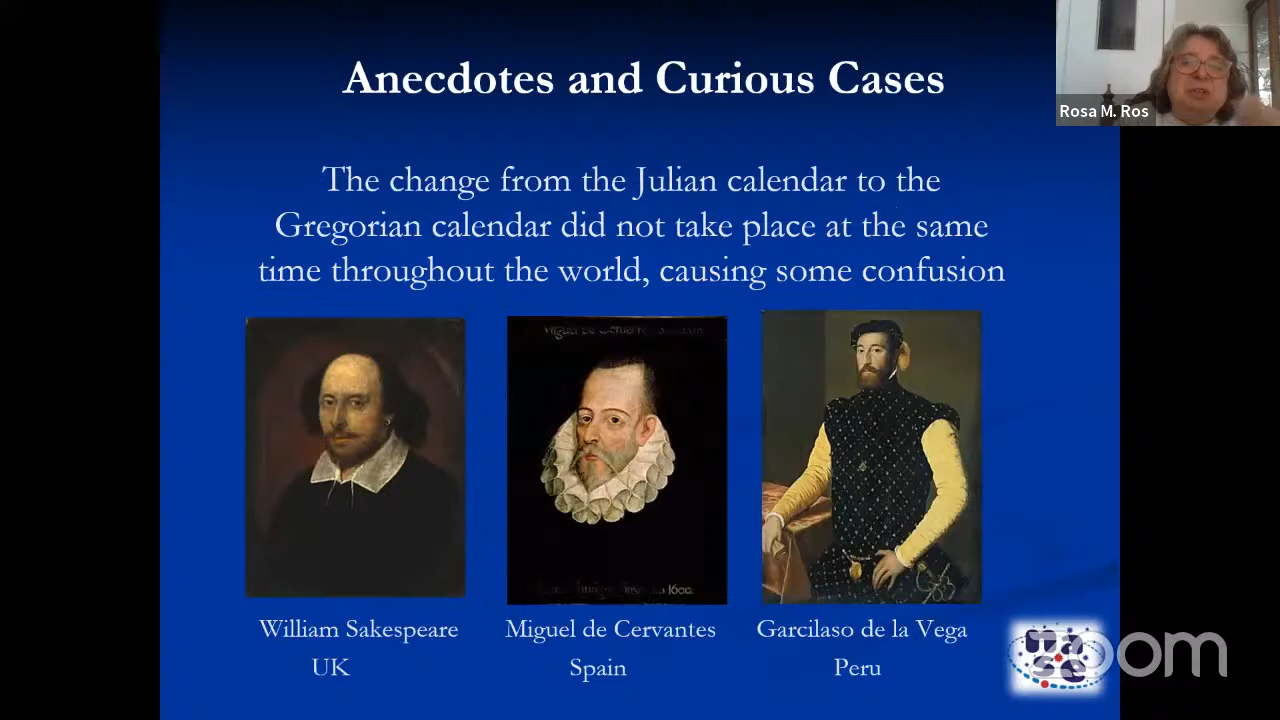 Anecdotes and Curious Cases
Rosa M. Ros
The change from the Julian calendar to the
Gregorian calendar did not take place at the same
time throughout the world, causing some confusion
1600
William Sakespeare
Miguel de Cervantes
Garcilaso de la Vega
UK
Spain
Peru
zoom